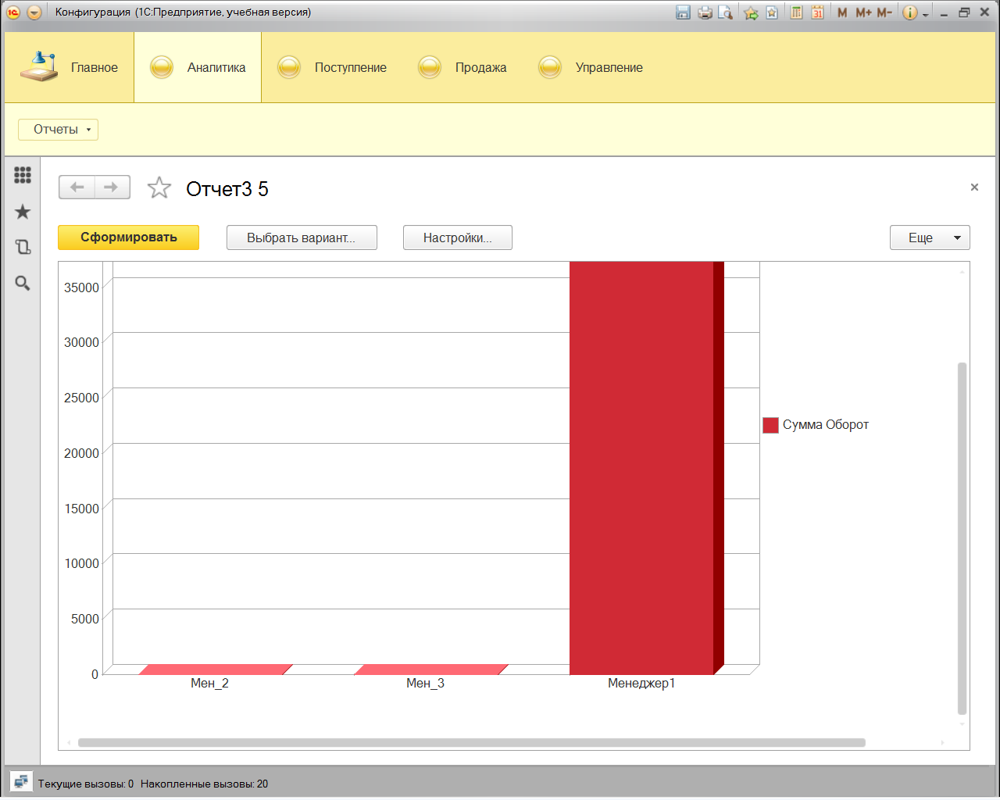 Конфигурация (1С:Предприятие, учебная версия)
31 M M+ M-
Главное Аналитика Поступление Продажа Управление
Отчеты
Отчет3 5
Сформировать Выбрать вариант... Настройки... Еще
35000
30000
25000
20000
15000
10000
5000
0
Сумма Оборот
Мен_2 Мен_3 Менеджер1
Текущие вызовы: 0 Накопленные вызовы: 20